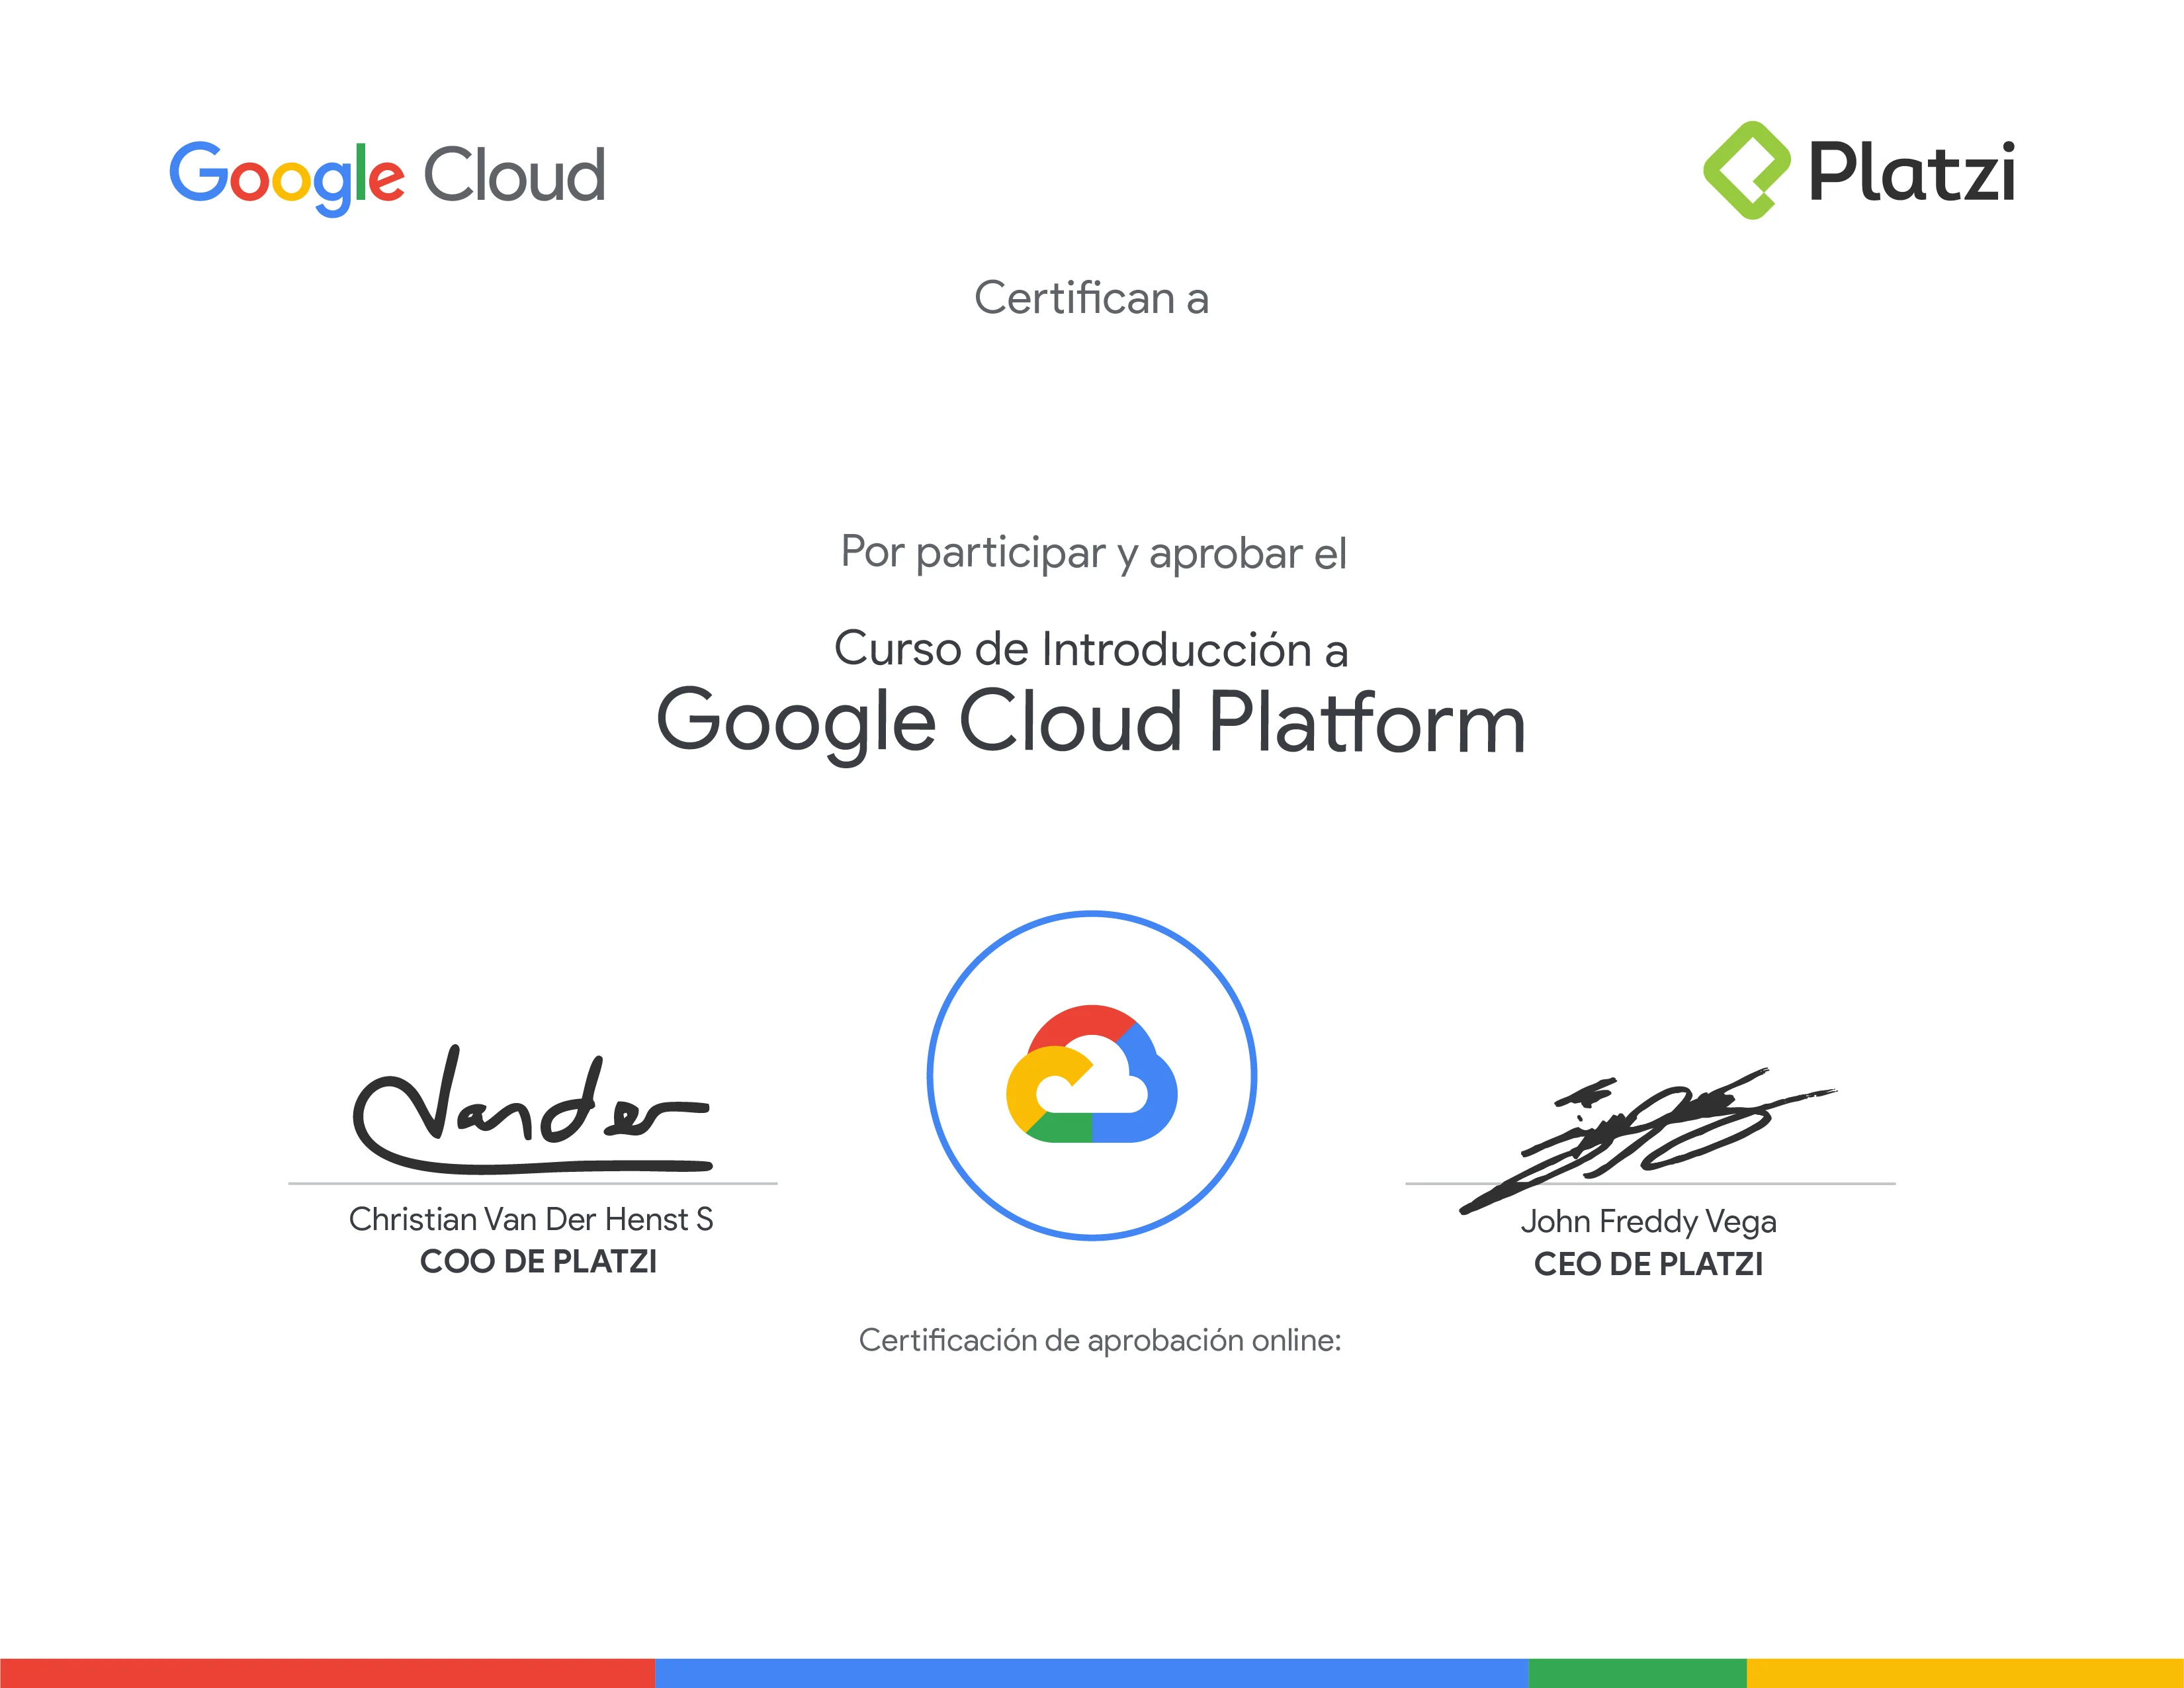 Google Cloud
Platzi
Certifican a
Por participar y aprobar el
Curso de Introducción a
Google Cloud Platform
Vander
Christian Van Der Henst S
COO DE PLATZI
John Freddy Vega
CEO DE PLATZI
Certificación de aprobación online: